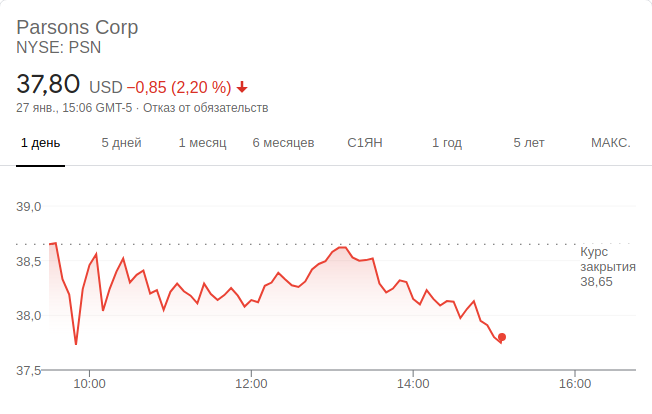 Parsons Corp
NYSE: PSN
37,80 USD −0,85 (2,20 %)
27 янв., 15:06 GMT-5 · Отказ от обязательств
1 день 5 дней 1 месяц 6 месяцев С1ЯН 1 год 5 лет МАКС.
39,0
38,5
38,0
37,5
Курс
закрытия
38,65
10:00 12:00 14:00 16:00